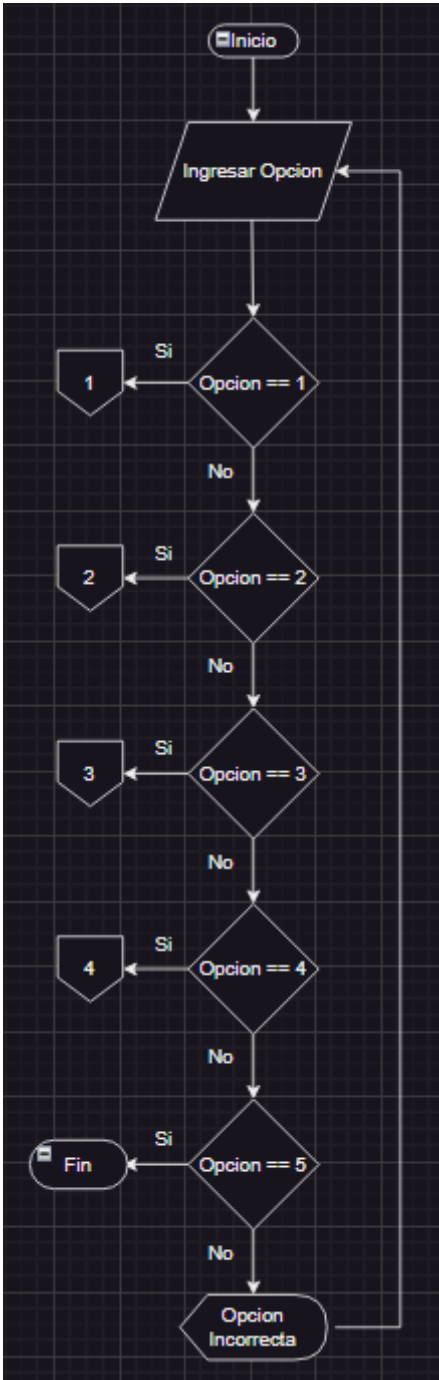 Inicio
Ingresar Opcion
Si
1
Opcion == 1
No
Si
2
Opcion == 2
No
Si
3
Opcion == 3
No
Si
4
Opcion == 4
No
Si
Fin
Opcion == 5
No
Opcion
Incorrecta